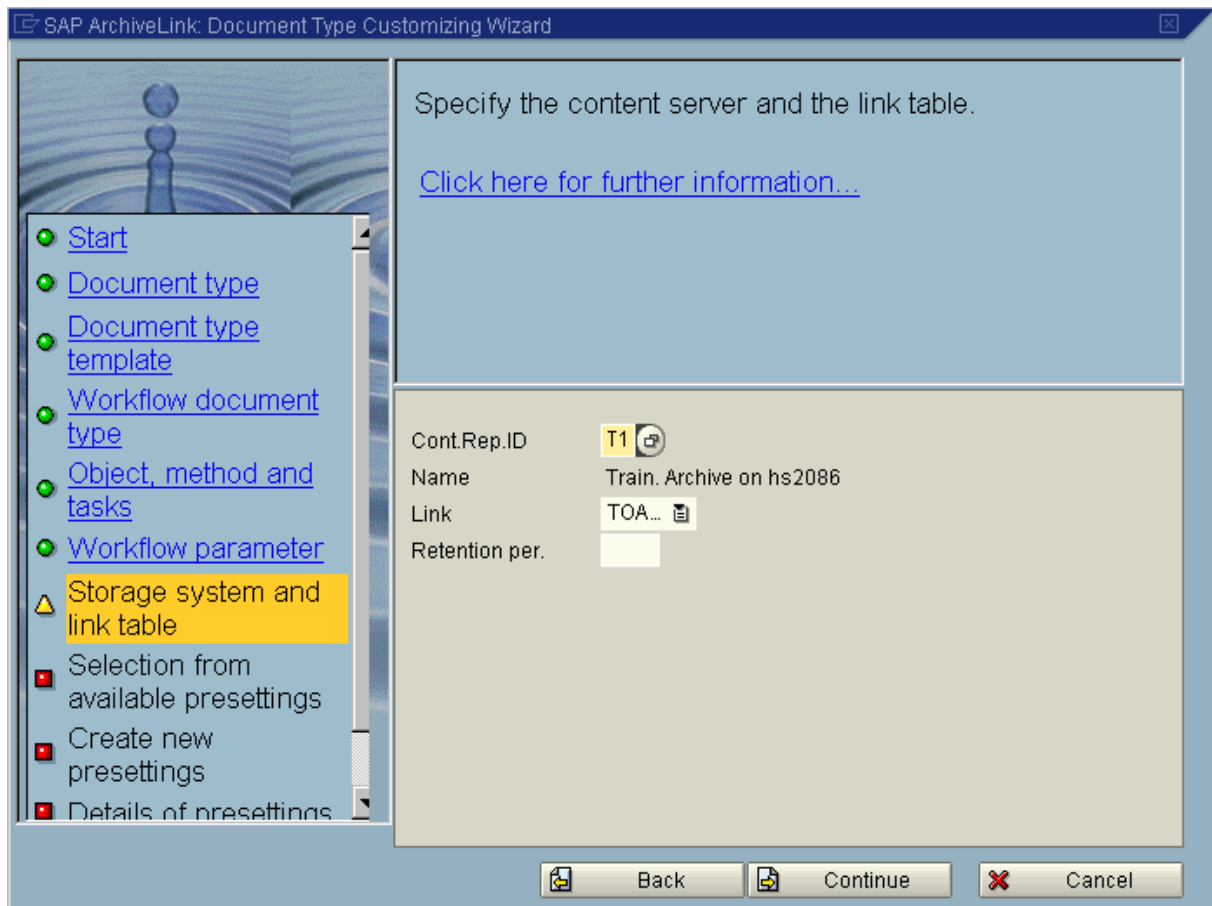 SAP ArchiveLink: Document Type Customizing Wizard
Specify the content server and the link table.
Click here for further information...
Start
Document type
Document type
template
Workflow document
type
Object, method and
tasks
Workflow parameter
Storage system and
link table
Selection from
available presettings
Create new
presettings
Details of presettings
Cont.Rep.ID T1
Name Train. Archive on hs2086
Link TOA...
Retention per.
Back Continue Cancel